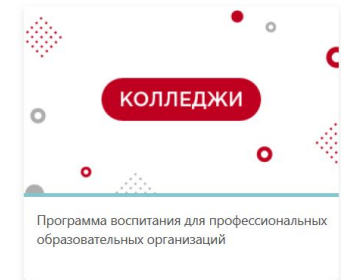 КОЛЛЕДЖИ
Программа воспитания для профессиональных
образовательных организаций